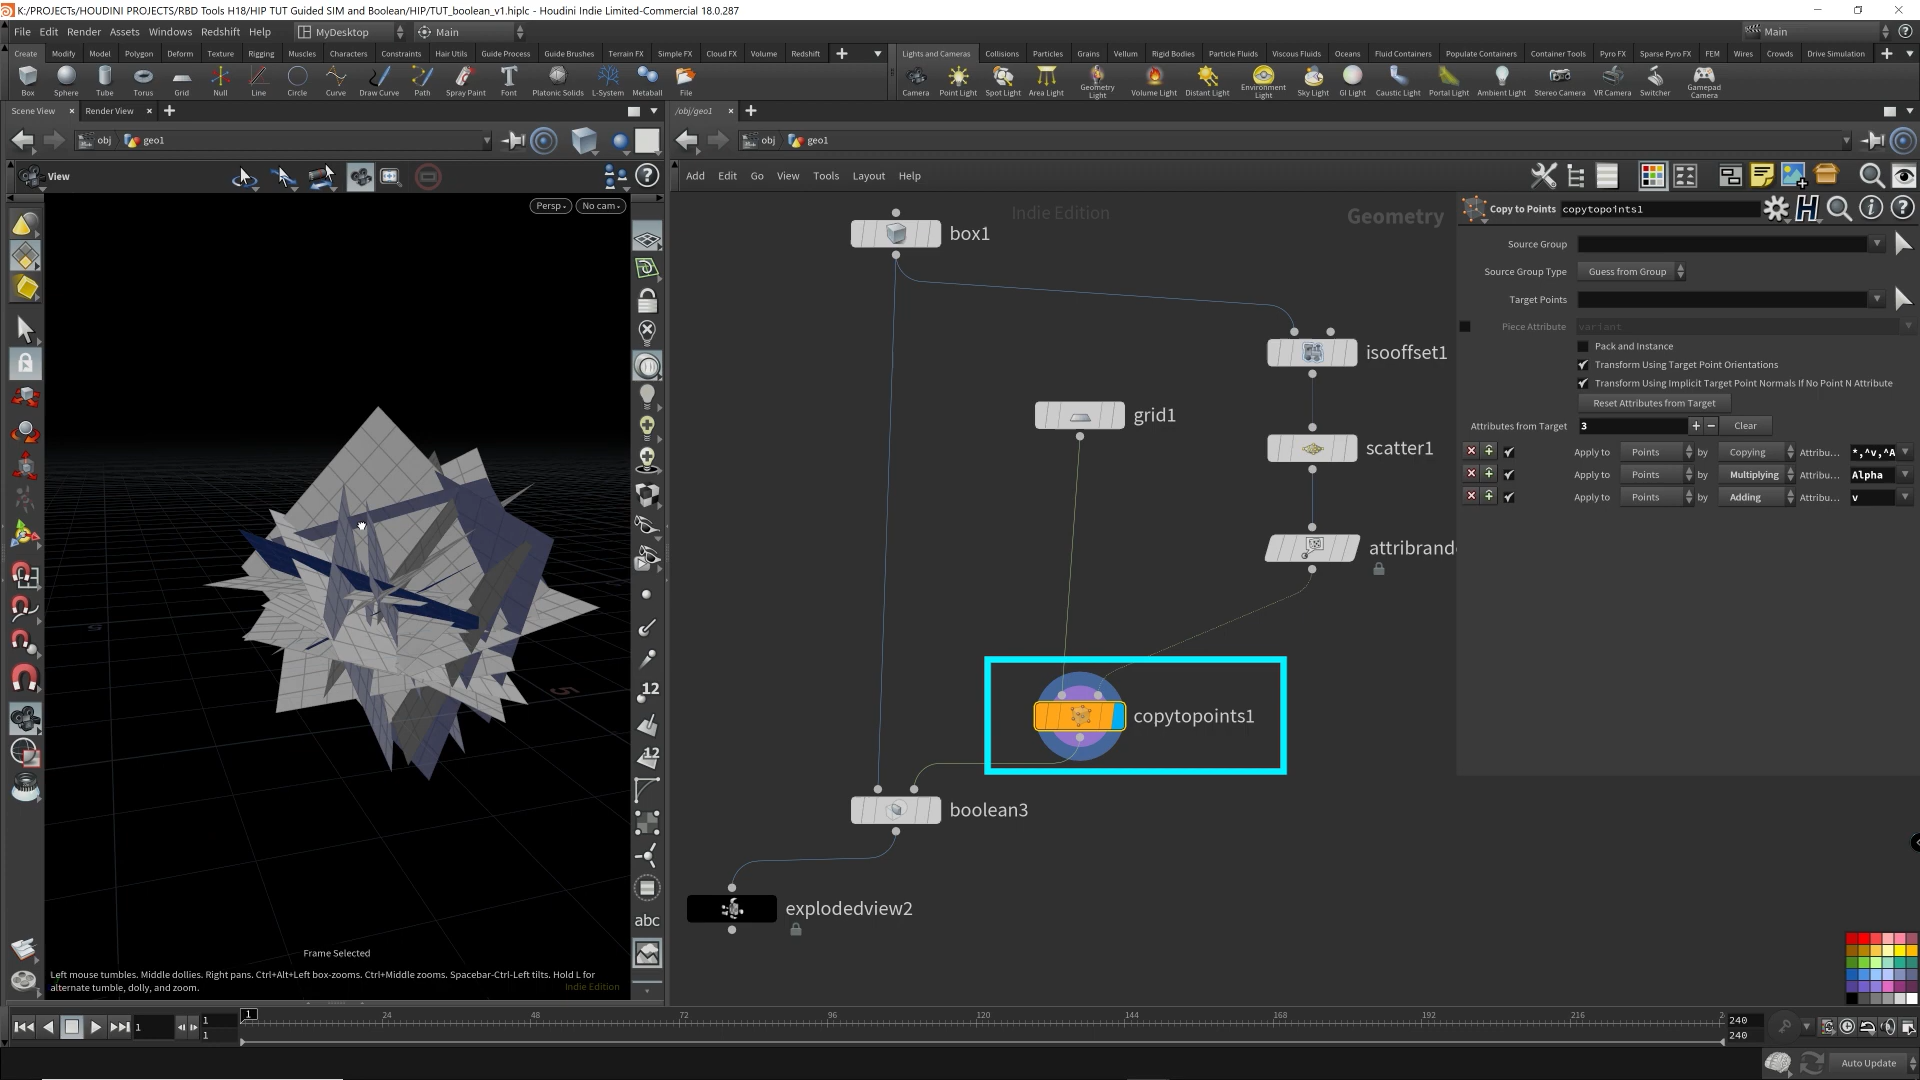 K:/PROJECTs/HOUDINI PROJECTS/RBD Tools H18/HIP TUT Guided SIM and Boolean/HIP/TUT_boolean_v1.hiplc - Houdini Indie Limited-Commercial 18.0.287
File Edit Render Assets Windows Redshift Help MyDesktop Main Main
Create Modify Model Polygon Deform Texture Rigging Muscles Characters Constraints Hair Utils Guide Process Guide Brushes Terrain FX Simple FX Cloud FX Volume Redshift
Lights and Cameras Collisions Particles Grains Vellum Rigid Bodies Particle Fluids Viscous Fluids Oceans Fluid Containers Populate Containers Container Tools Pyro FX Sparse Pyro FX FEM Wires Crowds Drive Simulation
Box Sphere Tube Torus Grid Null Line Circle Curve Draw Curve Path Spray Paint Font Platonic Solids L-System Metaball File
Camera Point Light Spot Light Area Light Geometry Light Volume Light Distant Light Environment Light Sky Light GI Light Caustic Light Portal Light Ambient Light Stereo Camera VR Camera Switcher Gamepad Camera
Scene View Render View
/obj/geo1
obj geo1
obj geo1
View
Add Edit Go View Tools Layout Help
Persp No cam
Indie Edition
Geometry
box1
isooffset1
grid1
scatter1
attribrand
copytopoints1
boolean3
explodedview2
Copy to Points copytopoints1
Source Group
Source Group Type Guess from Group
Target Points
Piece Attribute variant
Pack and Instance
Transform Using Target Point Orientations
Transform Using Implicit Target Point Normals If No Point N Attribute
Reset Attributes from Target
Attributes from Target 3 Clear
Apply to Points by Copying Attribu... *,^v,^A
Apply to Points by Multiplying Attribu... Alpha
Apply to Points by Adding Attribu... v
12
12
abc
5
Frame Selected
Left mouse tumbles. Middle dollies. Right pans. Ctrl+Alt+Left box-zooms. Ctrl+Middle zooms. Spacebar-Ctrl-Left tilts. Hold L for
alternate tumble, dolly, and zoom.
Indie Edition
1 1 1 1 24 48 72 96 120 144 168 192 216 2 240 240
Auto Update